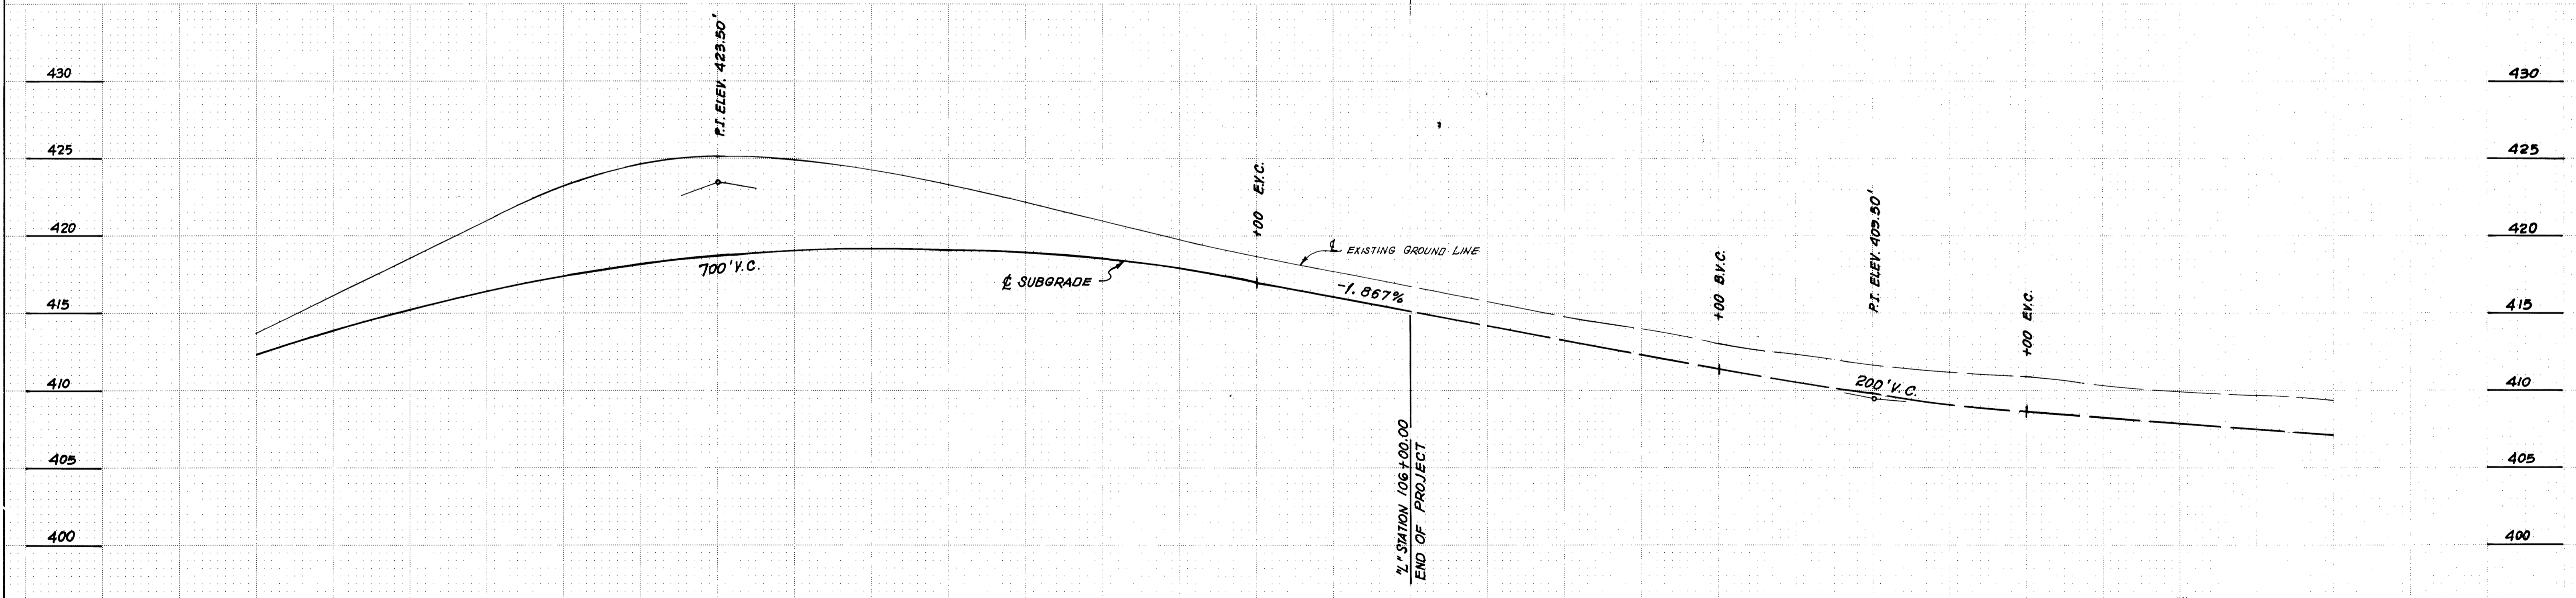 P.I. ELEV. 423.50'
430
430
425
425
+00 E.V.C.
420
420
P.I. ELEV. 409.50'
℄ EXISTING GROUND LINE
700' V.C.
℄ SUBGRADE
-1.867%
+00 B.V.C.
+00 E.V.C.
415
415
410
410
200' V.C.
405
405
"L" STATION 106+00.00
END OF PROJECT
400
400